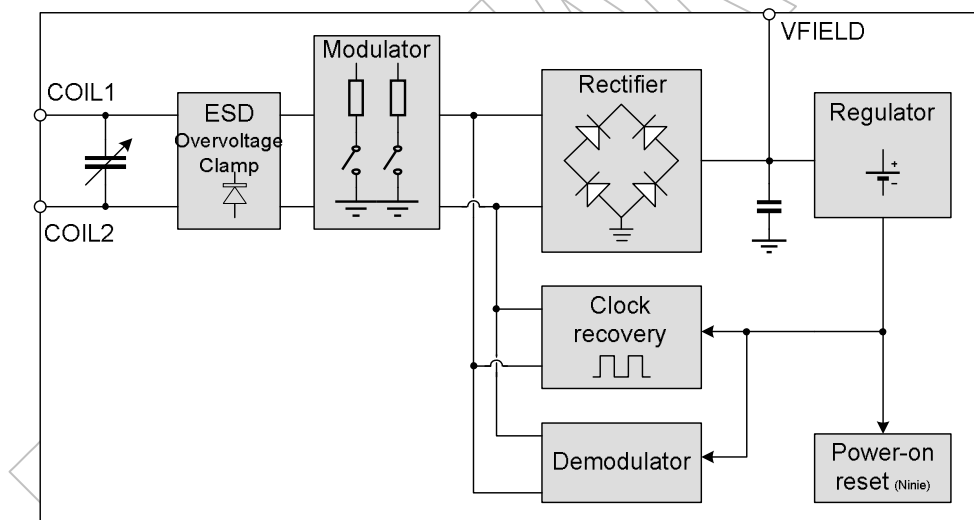 VFIELD
COIL1
COIL2
ESD
Overvoltage
Clamp
Modulator
Rectifier
Regulator
+
−
Clock
recovery
Demodulator
Power-on
reset (Ninie)